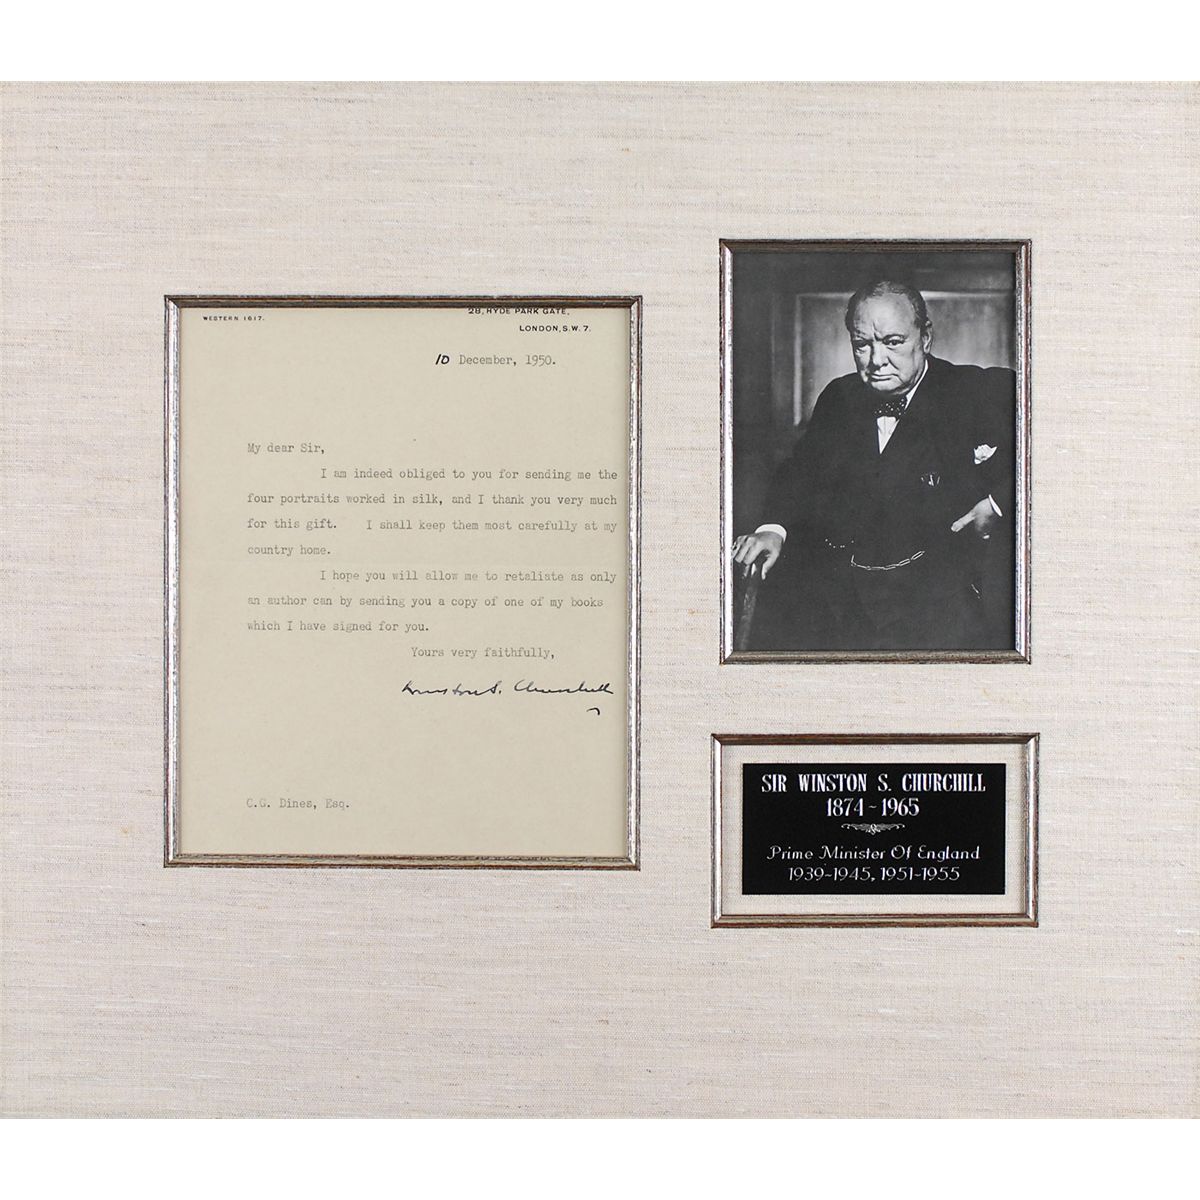 WESTERN 1617.
28, HYDE PARK GATE,
LONDON, S.W. 7.
10 December, 1950.
My dear Sir,
I am indeed obliged to you for sending me the
four portraits worked in silk, and I thank you very much
for this gift. I shall keep them most carefully at my
country home.
I hope you will allow me to retaliate as only
an author can by sending you a copy of one of my books
which I have signed for you.
Yours very faithfully,
Winston S. Churchill
C.G. Dines, Esq.
SIR WINSTON S. CHURCHILL
1874~1965
Prime Minister Of England
1939~1945, 1951~1955